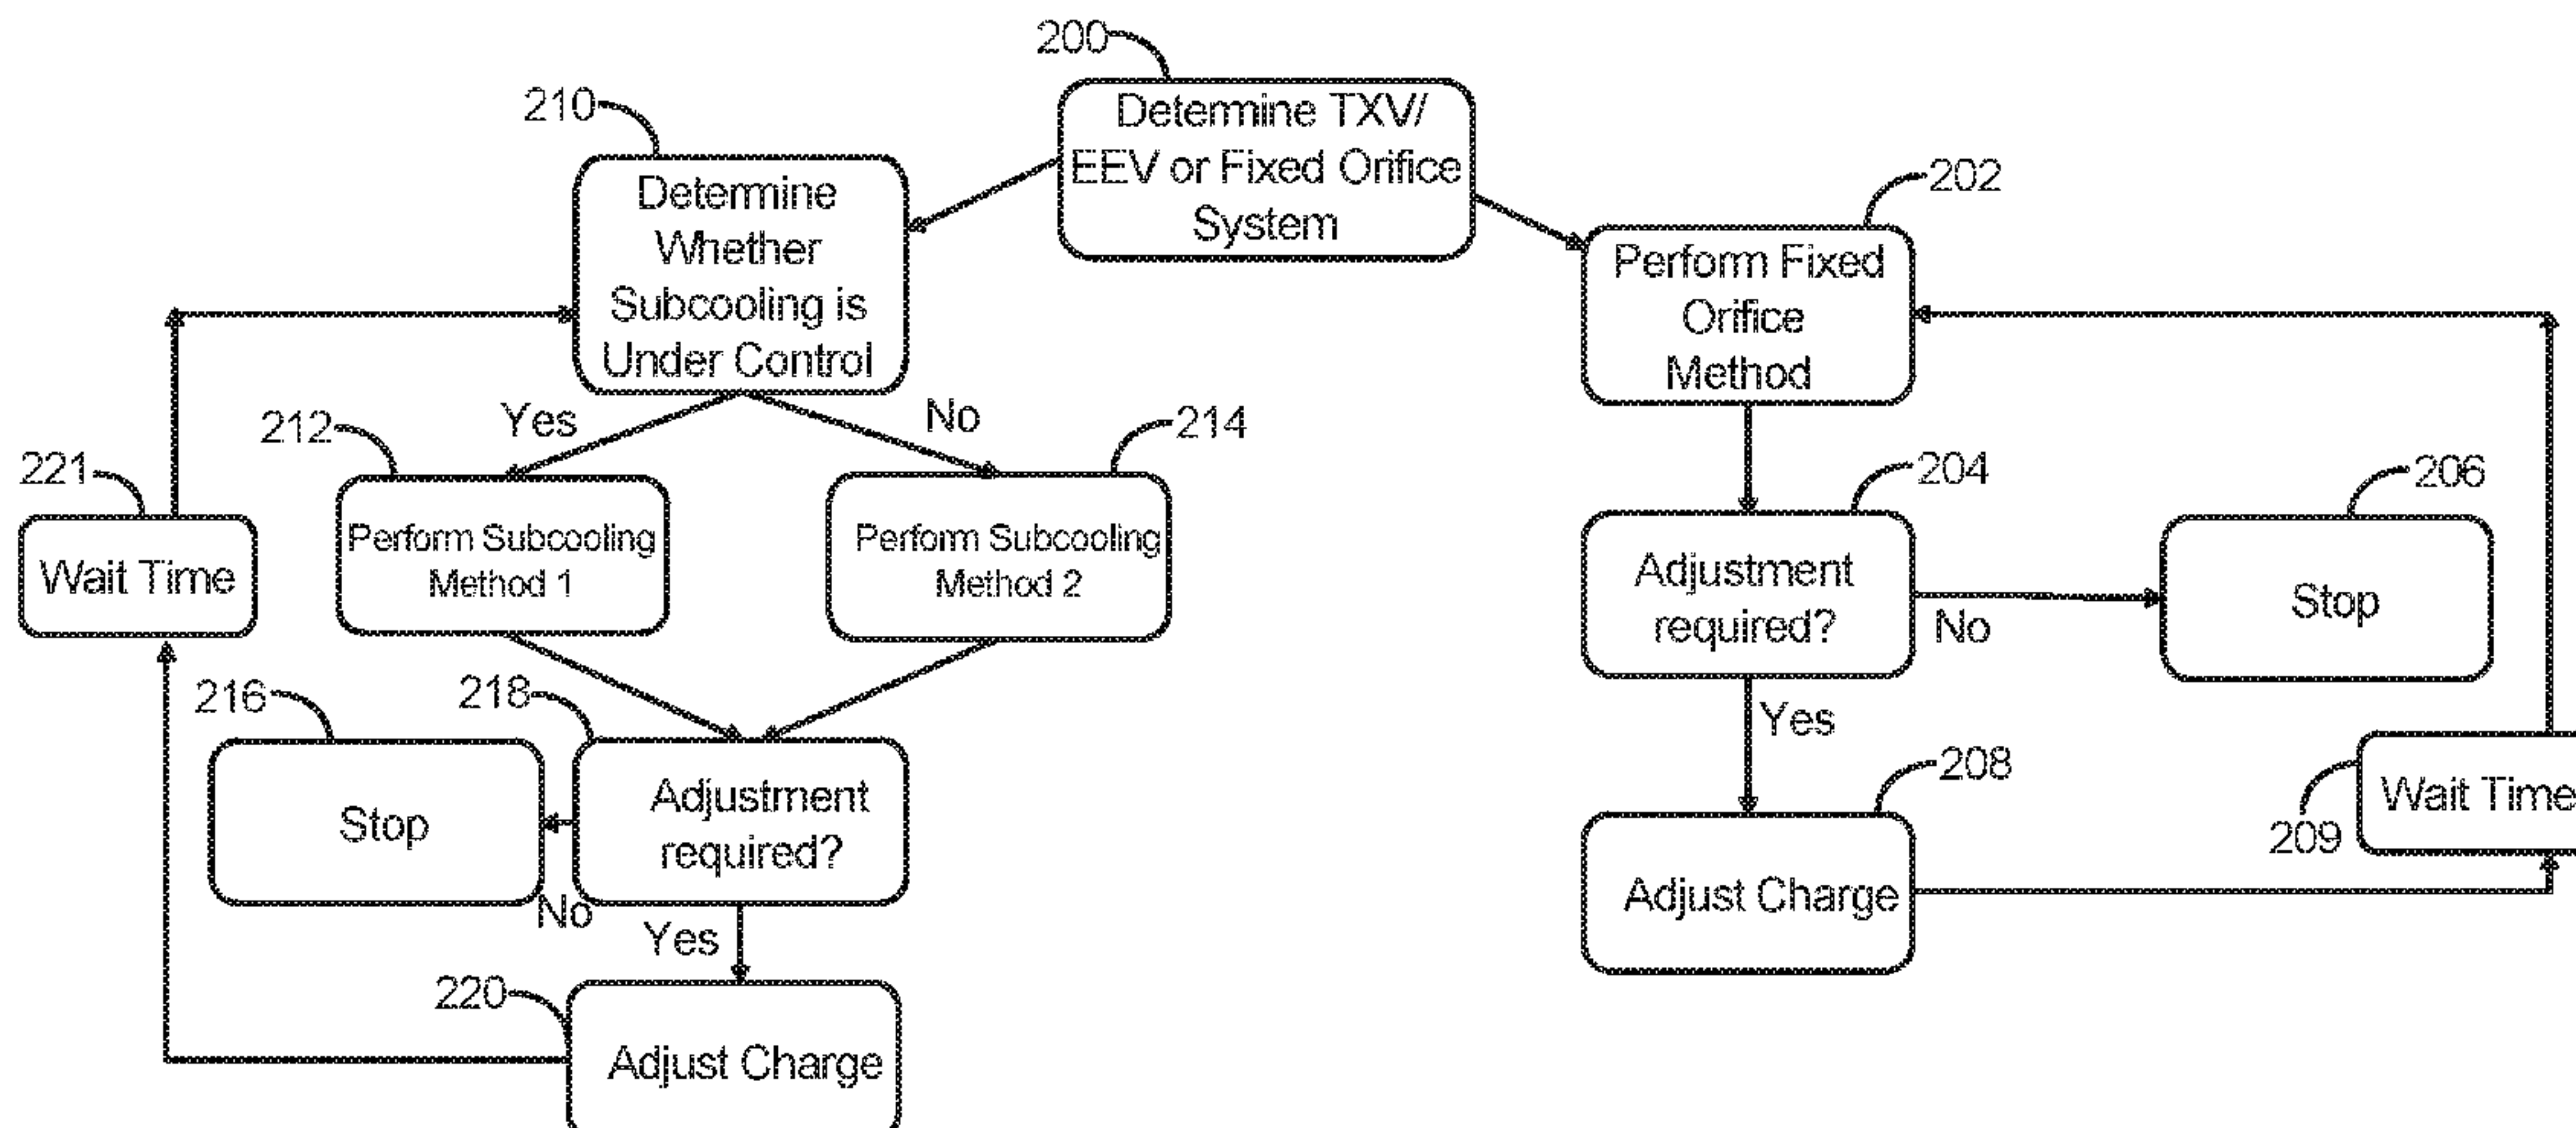 200
Determine TXV/
EEV or Fixed Orifice
System
210
Determine
Whether
Subcooling is
Under Control
202
Perform Fixed
Orifice
Method
Yes
No
212
Perform Subcooling
Method 1
214
Perform Subcooling
Method 2
221
Wait Time
204
Adjustment
required?
No
206
Stop
216
Stop
218
Adjustment
required?
No
Yes
Yes
208
Adjust Charge
209
Wait Time
220
Adjust Charge